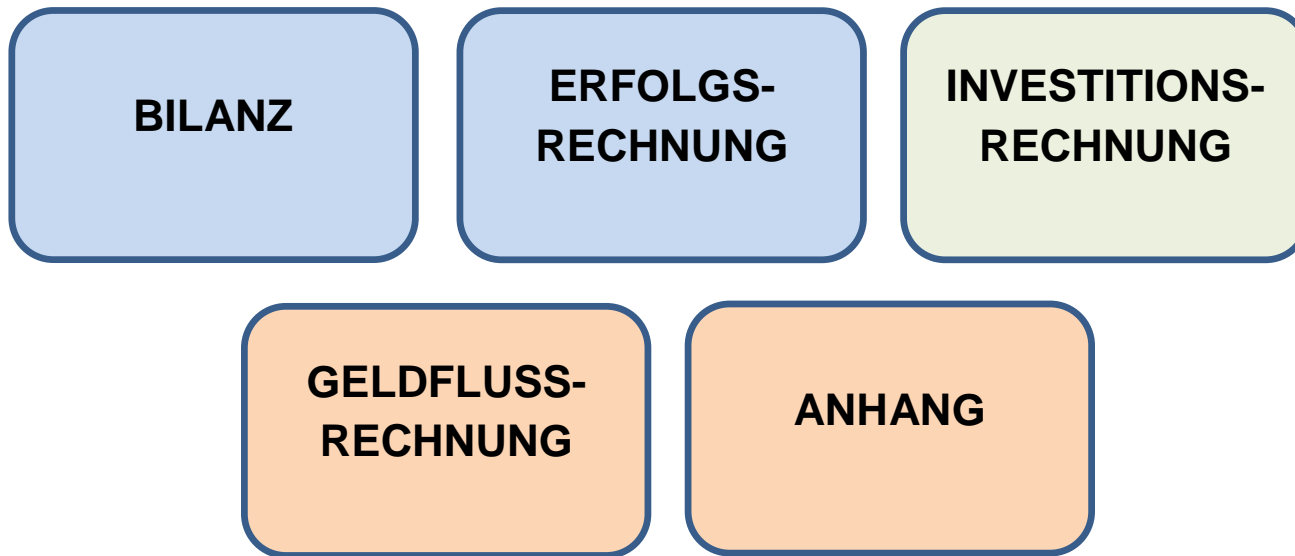 BILANZ
ERFOLGS-
RECHNUNG
INVESTITIONS-
RECHNUNG
GELDFLUSS-
RECHNUNG
ANHANG